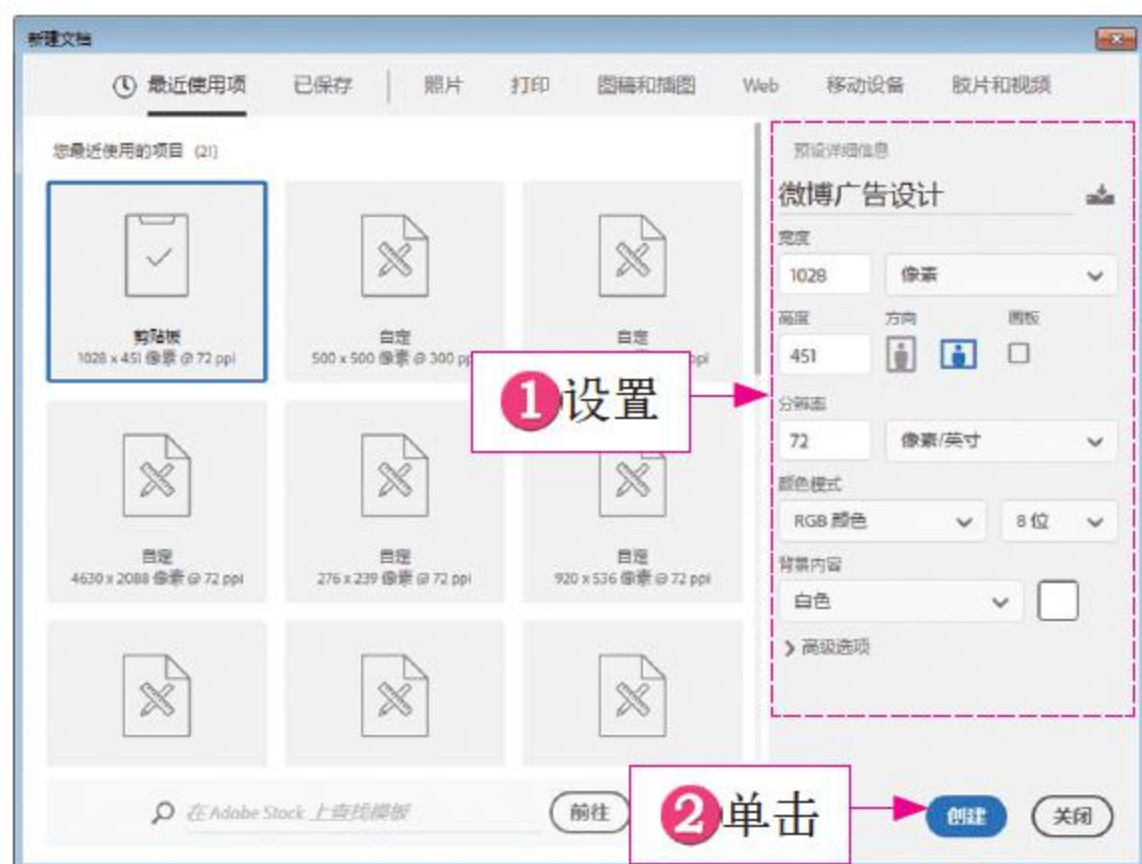 新建文档
最近使用项 已保存 照片 打印 图稿和插图 Web 移动设备 胶片和视频
您最近使用的项目 (21)
剪贴板
1028 x 451 像素 @ 72 ppi
自定
500 x 500 像素 @ 300 pp
自定
ppi
自定
4630 x 2088 像素 @ 72 ppi
自定
276 x 239 像素 @ 72 ppi
自定
920 x 536 像素 @ 72 ppi
在 Adobe Stock 上查找模板
前往
预设详细信息
微博广告设计
宽度
1028 像素
高度 方向 画板
451
分辨率
72 像素/英寸
颜色模式
RGB 颜色 8 位
背景内容
白色
高级选项
1设置
2单击
创建 关闭